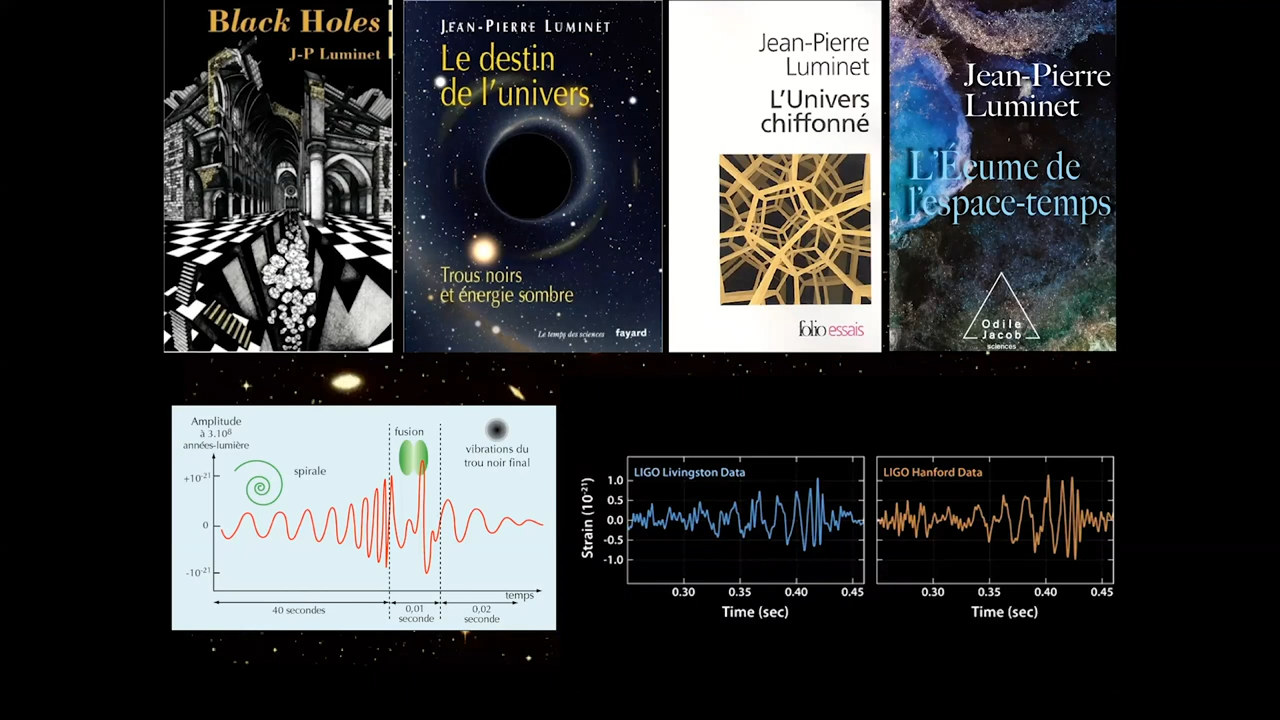 Black Holes
J-P Luminet
JEAN-PIERRE LUMINET
Le destin
de l'univers
Trous noirs
et énergie sombre
Le temps des sciences
fayard
Jean-Pierre
Luminet
L'Univers
chiffonné
folio essais
Jean-Pierre
Luminet
L'Écume de
l'espace-temps
Odile
Jacob
sciences
Amplitude
à 3.10⁸
années-lumière
+10⁻²¹
0
-10⁻²¹
spirale
fusion
vibrations du
trou noir final
temps
40 secondes
0,01
seconde
0,02
seconde
LIGO Livingston Data
Strain (10⁻²¹)
1.0
0.5
0.0
-0.5
-1.0
0.30 0.35 0.40 0.45
Time (sec)
LIGO Hanford Data
0.30 0.35 0.40 0.45
Time (sec)